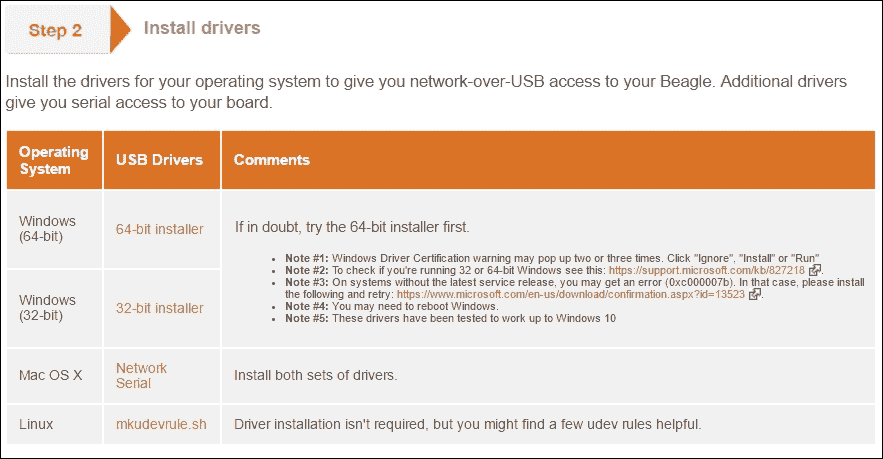 Step 2
Install drivers
Install the drivers for your operating system to give you network-over-USB access to your Beagle. Additional drivers
give you serial access to your board.
Operating
System
USB Drivers
Comments
Windows
(64-bit)
64-bit installer
If in doubt, try the 64-bit installer first.
Note #1: Windows Driver Certification warning may pop up two or three times. Click "Ignore", "Install" or "Run"
Note #2: To check if you're running 32 or 64-bit Windows see this: https://support.microsoft.com/kb/827218.
Note #3: On systems without the latest service release, you may get an error (0xc000007b). In that case, please install
the following and retry: https://www.microsoft.com/en-us/download/confirmation.aspx?id=13523.
Note #4: You may need to reboot Windows.
Note #5: These drivers have been tested to work up to Windows 10
Windows
(32-bit)
32-bit installer
Mac OS X
Network
Serial
Install both sets of drivers.
Linux
mkudevrule.sh
Driver installation isn't required, but you might find a few udev rules helpful.